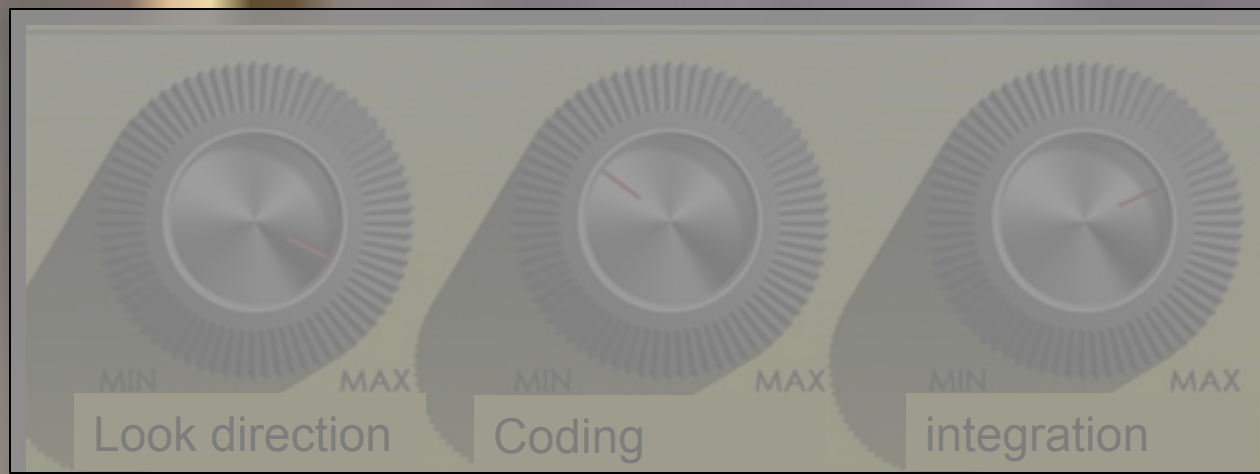 MIN MAX MIN MAX MIN MAX
Look direction Coding integration